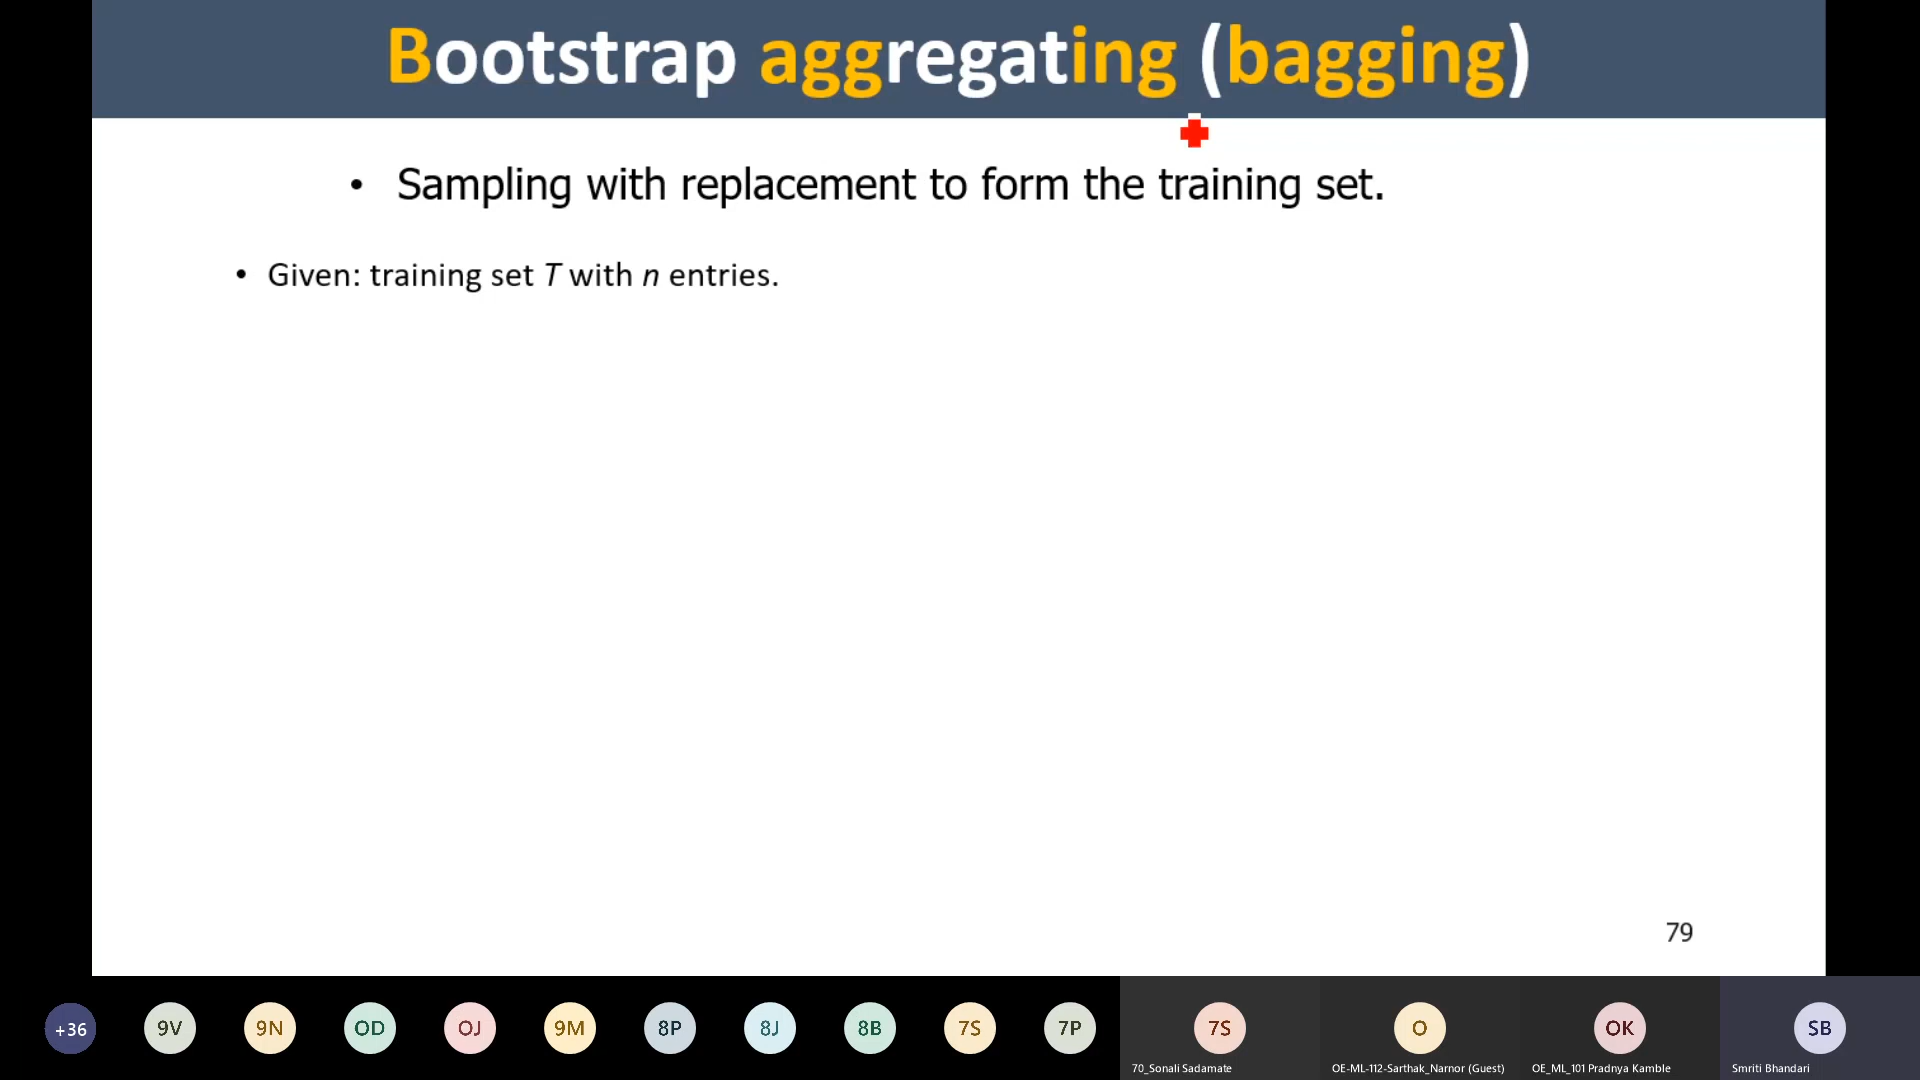 Bootstrap aggregating (bagging)
• Sampling with replacement to form the training set.
• Given: training set T with n entries.
79
+36
9V
9N
OD
OJ
9M
8P
8J
8B
7S
7P
7S
O
OK
SB
70_Sonali Sadamate
OE-ML-112-Sarthak_Narnor (Guest)
OE_ML_101 Pradnya Kamble
Smriti Bhandari